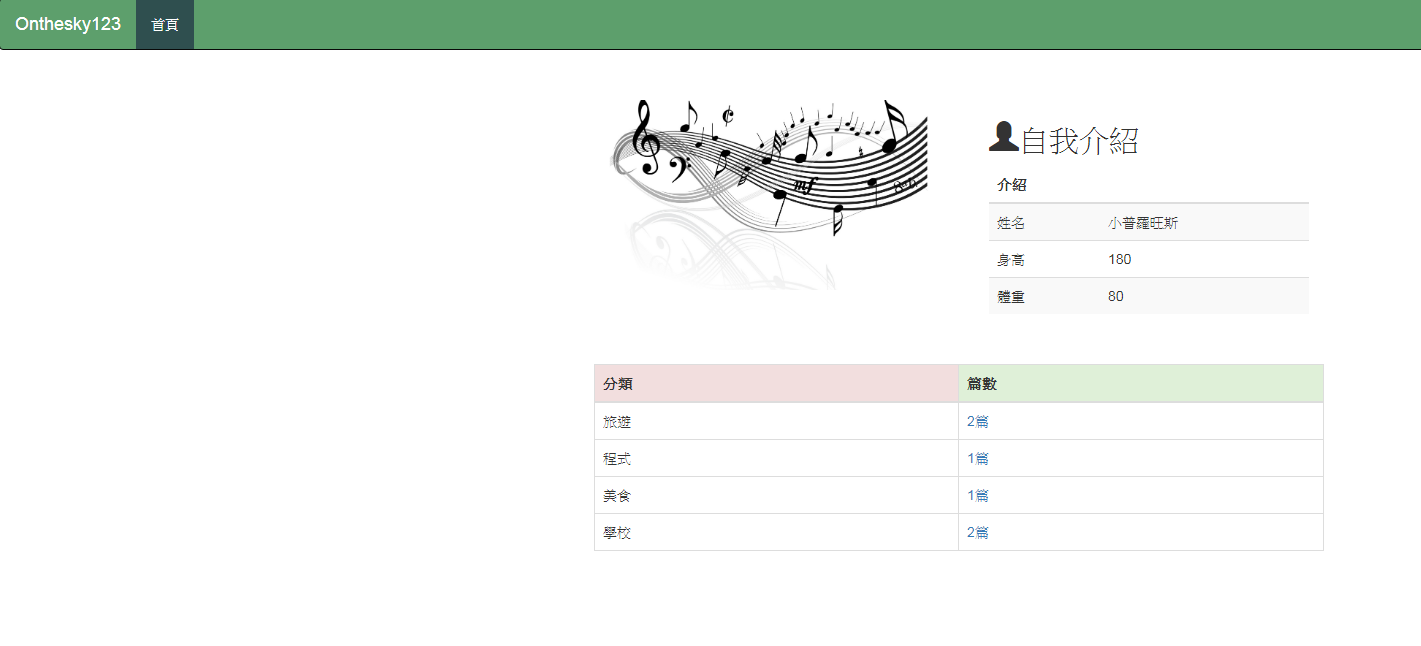 Onthesky123 首頁
自我介紹
介紹
姓名 小普羅旺斯
身高 180
體重 80
分類 篇數
旅遊 2篇
程式 1篇
美食 1篇
學校 2篇